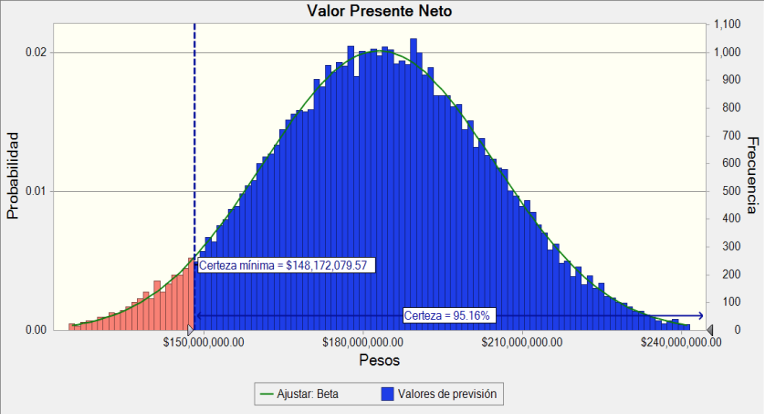 Valor Presente Neto
0.02
0.01
0.00
Probabilidad
1,100
1,000
900
800
700
600
500
400
300
200
100
0
Frecuencia
Certeza mínima = $148,172,079.57
Certeza = 95.16%
$150,000,000.00
$180,000,000.00
$210,000,000.00
$240,000,000.00
Pesos
Ajustar: Beta
Valores de previsión